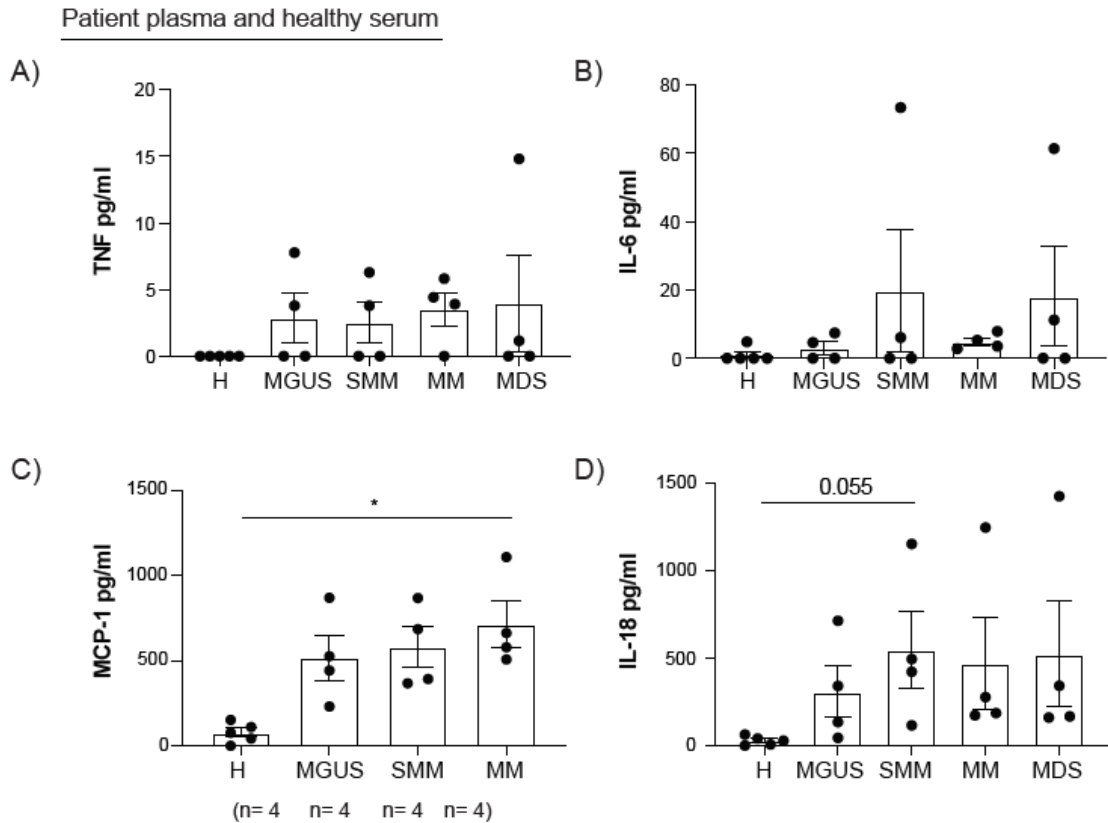 Patient plasma and healthy serum
A)
20
15
10
5
0
TNF pg/ml
H MGUS SMM MM MDS
B)
80
60
40
20
0
IL-6 pg/ml
H MGUS SMM MM MDS
C)
1500
1000
500
0
MCP-1 pg/ml
*
H MGUS SMM MM
(n= 4 n= 4 n= 4 n= 4)
D)
1500
1000
500
0
IL-18 pg/ml
0.055
H MGUS SMM MM MDS